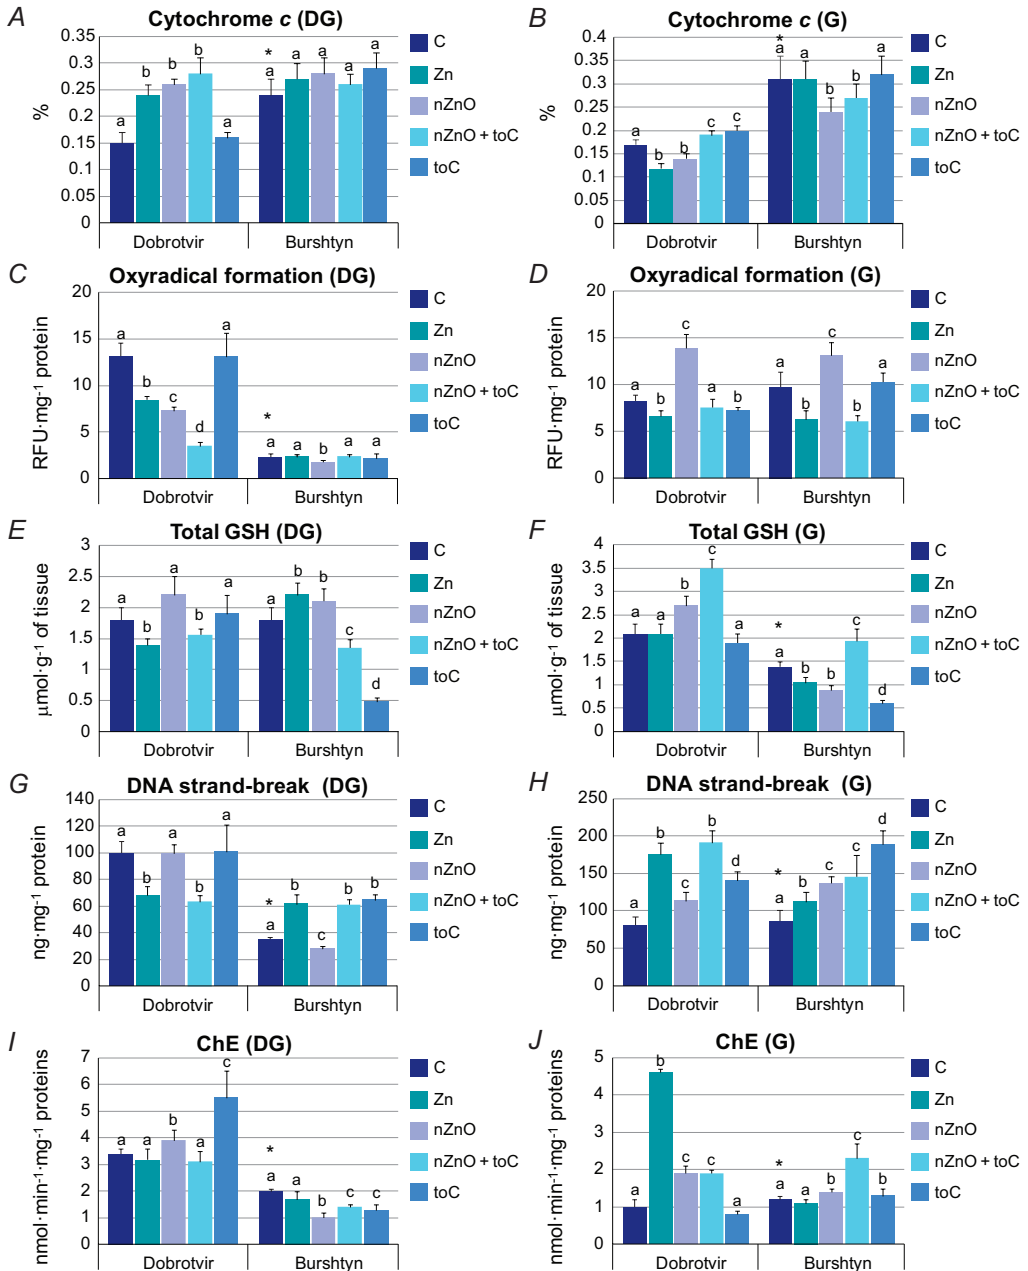 A
Cytochrome c (DG)
%
0.35
0.3
0.25
0.2
0.15
0.1
0.05
0
a b b b a
* a a a a a
Dobrotvir Burshtyn
C
Zn
nZnO
nZnO + toC
toC
B
Cytochrome c (G)
%
0.4
0.35
0.3
0.25
0.2
0.15
0.1
0.05
0
a b b c c
* a a b b a
Dobrotvir Burshtyn
C
Zn
nZnO
nZnO + toC
toC
C
Oxyradical formation (DG)
RFU·mg-1 protein
20
15
10
5
0
a b c d a
* a a b a a
Dobrotvir Burshtyn
C
Zn
nZnO
nZnO + toC
toC
D
Oxyradical formation (G)
RFU·mg-1 protein
20
15
10
5
0
a b c a b
a b c b a
Dobrotvir Burshtyn
C
Zn
nZnO
nZnO + toC
toC
E
Total GSH (DG)
µmol·g-1 of tissue
3
2.5
2
1.5
1
0.5
0
a b a b a
a b b c d
Dobrotvir Burshtyn
C
Zn
nZnO
nZnO + toC
toC
F
Total GSH (G)
µmol·g-1 of tissue
4
3.5
3
2.5
2
1.5
1
0.5
0
a a b c a
* a b b c d
Dobrotvir Burshtyn
C
Zn
nZnO
nZnO + toC
toC
G
DNA strand-break (DG)
ng·mg-1 protein
140
120
100
80
60
40
20
0
a b a b a
* a b c b b
Dobrotvir Burshtyn
C
Zn
nZnO
nZnO + toC
toC
H
DNA strand-break (G)
ng·mg-1 protein
250
200
150
100
50
0
a b c b d
* a b c c d
Dobrotvir Burshtyn
C
Zn
nZnO
nZnO + toC
toC
I
ChE (DG)
nmol·min-1·mg-1 proteins
7
6
5
4
3
2
1
0
a a b a c
* a a b c c
Dobrotvir Burshtyn
C
Zn
nZnO
nZnO + toC
toC
J
ChE (G)
nmol·min-1·mg-1 proteins
5
4
3
2
1
0
a b c c a
* a a b c b
Dobrotvir Burshtyn
C
Zn
nZnO
nZnO + toC
toC